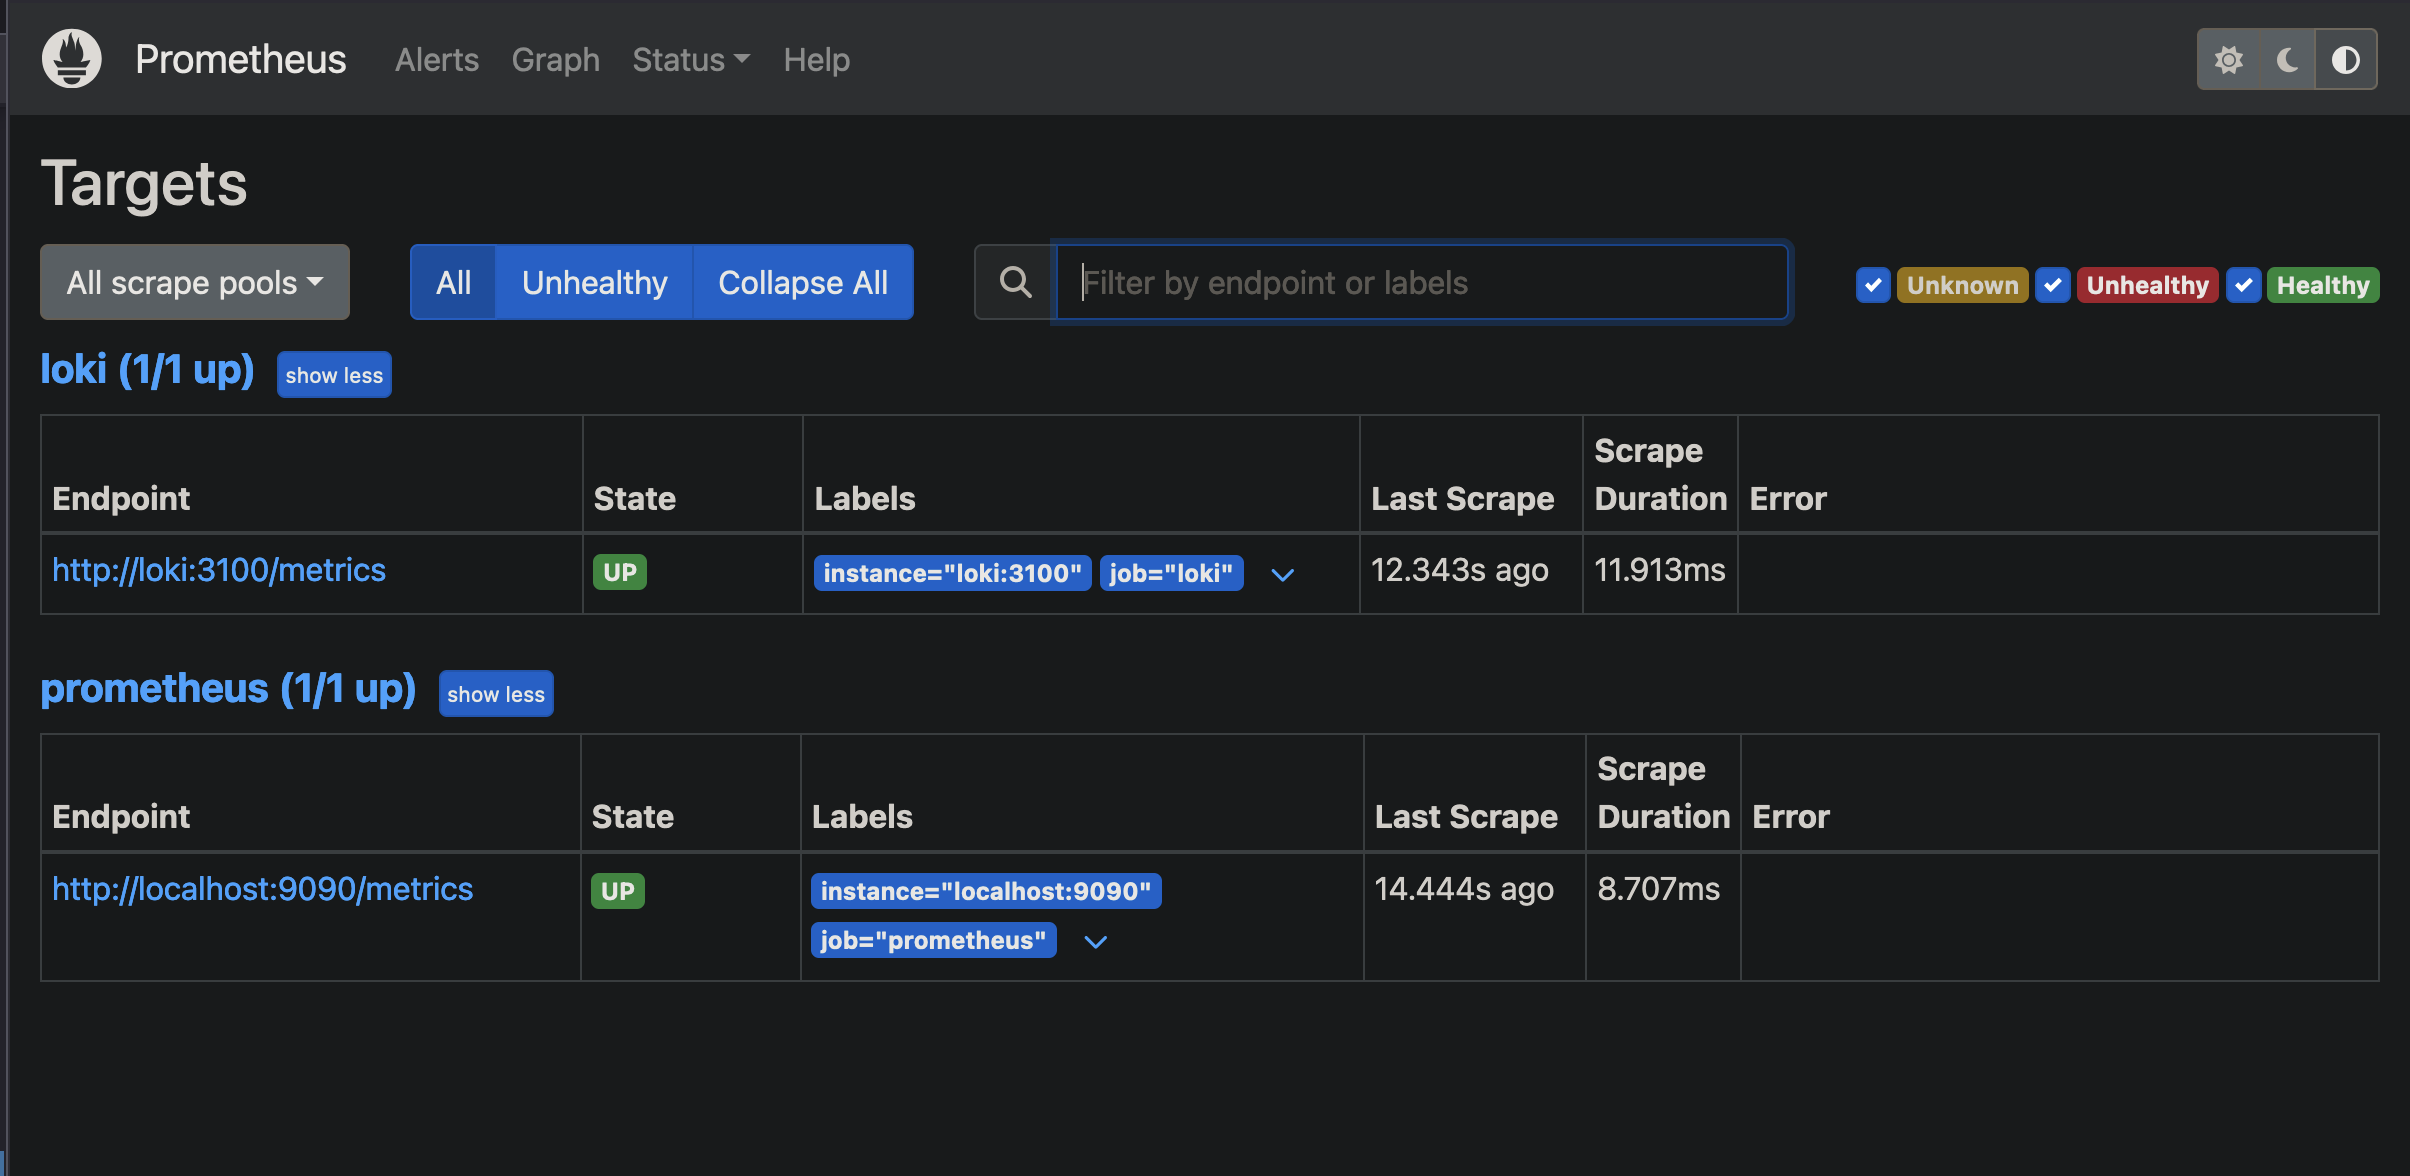 Prometheus Alerts Graph Status Help
Targets
All scrape pools All Unhealthy Collapse All Filter by endpoint or labels Unknown Unhealthy Healthy
loki (1/1 up) show less
Endpoint State Labels Last Scrape Scrape Duration Error
http://loki:3100/metrics UP instance="loki:3100" job="loki" 12.343s ago 11.913ms
prometheus (1/1 up) show less
Endpoint State Labels Last Scrape Scrape Duration Error
http://localhost:9090/metrics UP instance="localhost:9090" 14.444s ago 8.707ms
job="prometheus"